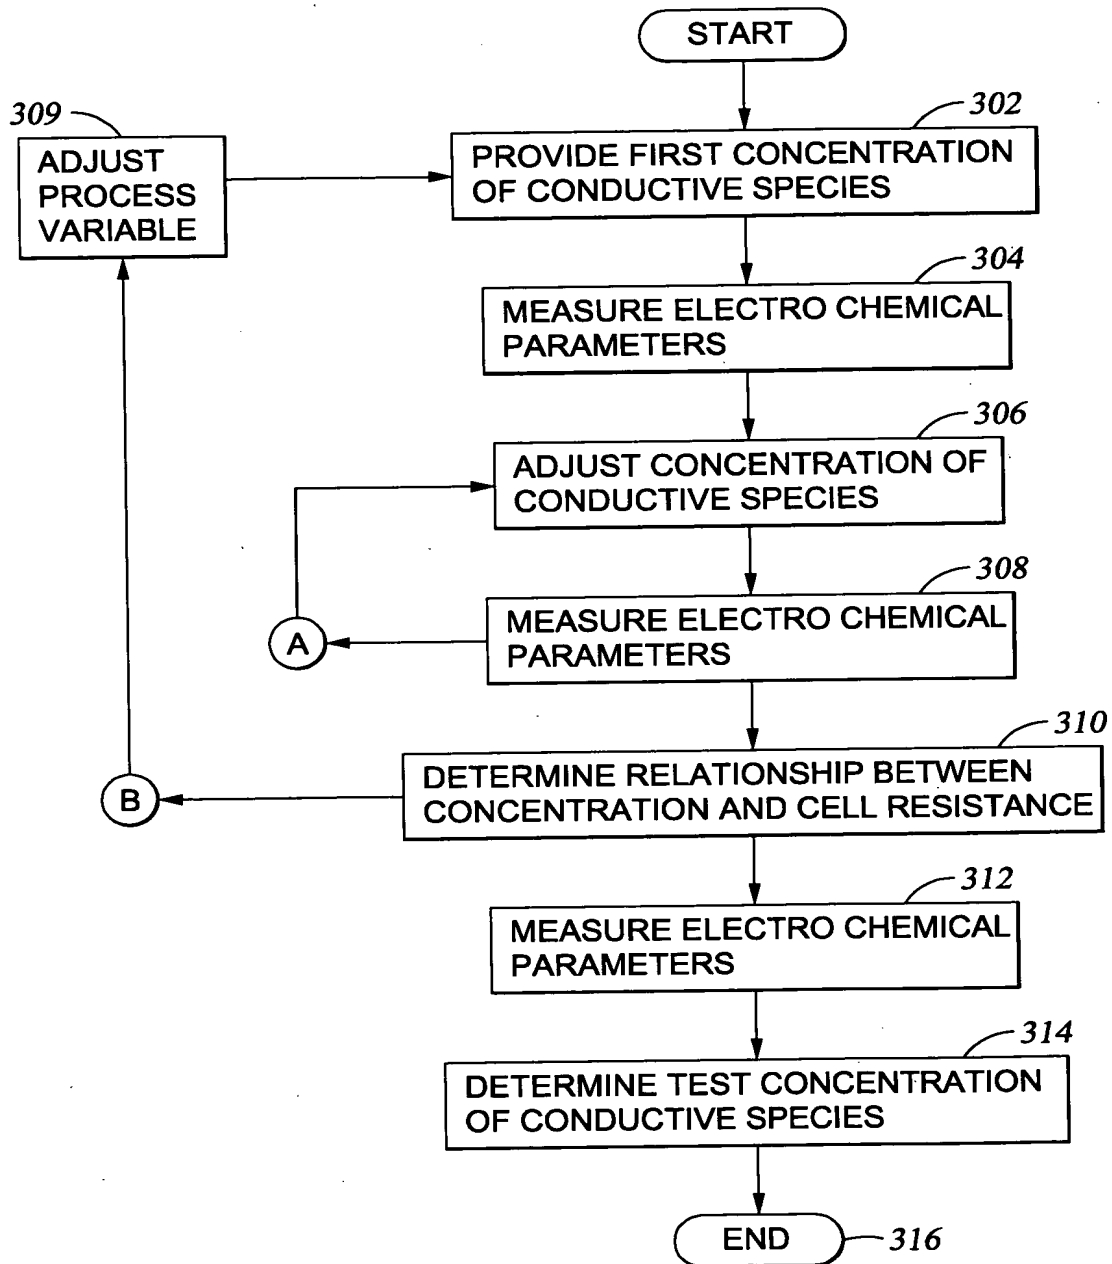 START
302
309
PROVIDE FIRST CONCENTRATION
OF CONDUCTIVE SPECIES
ADJUST
PROCESS
VARIABLE
304
MEASURE ELECTRO CHEMICAL
PARAMETERS
306
ADJUST CONCENTRATION OF
CONDUCTIVE SPECIES
308
MEASURE ELECTRO CHEMICAL
PARAMETERS
A
310
DETERMINE RELATIONSHIP BETWEEN
CONCENTRATION AND CELL RESISTANCE
B
312
MEASURE ELECTRO CHEMICAL
PARAMETERS
314
DETERMINE TEST CONCENTRATION
OF CONDUCTIVE SPECIES
END
316